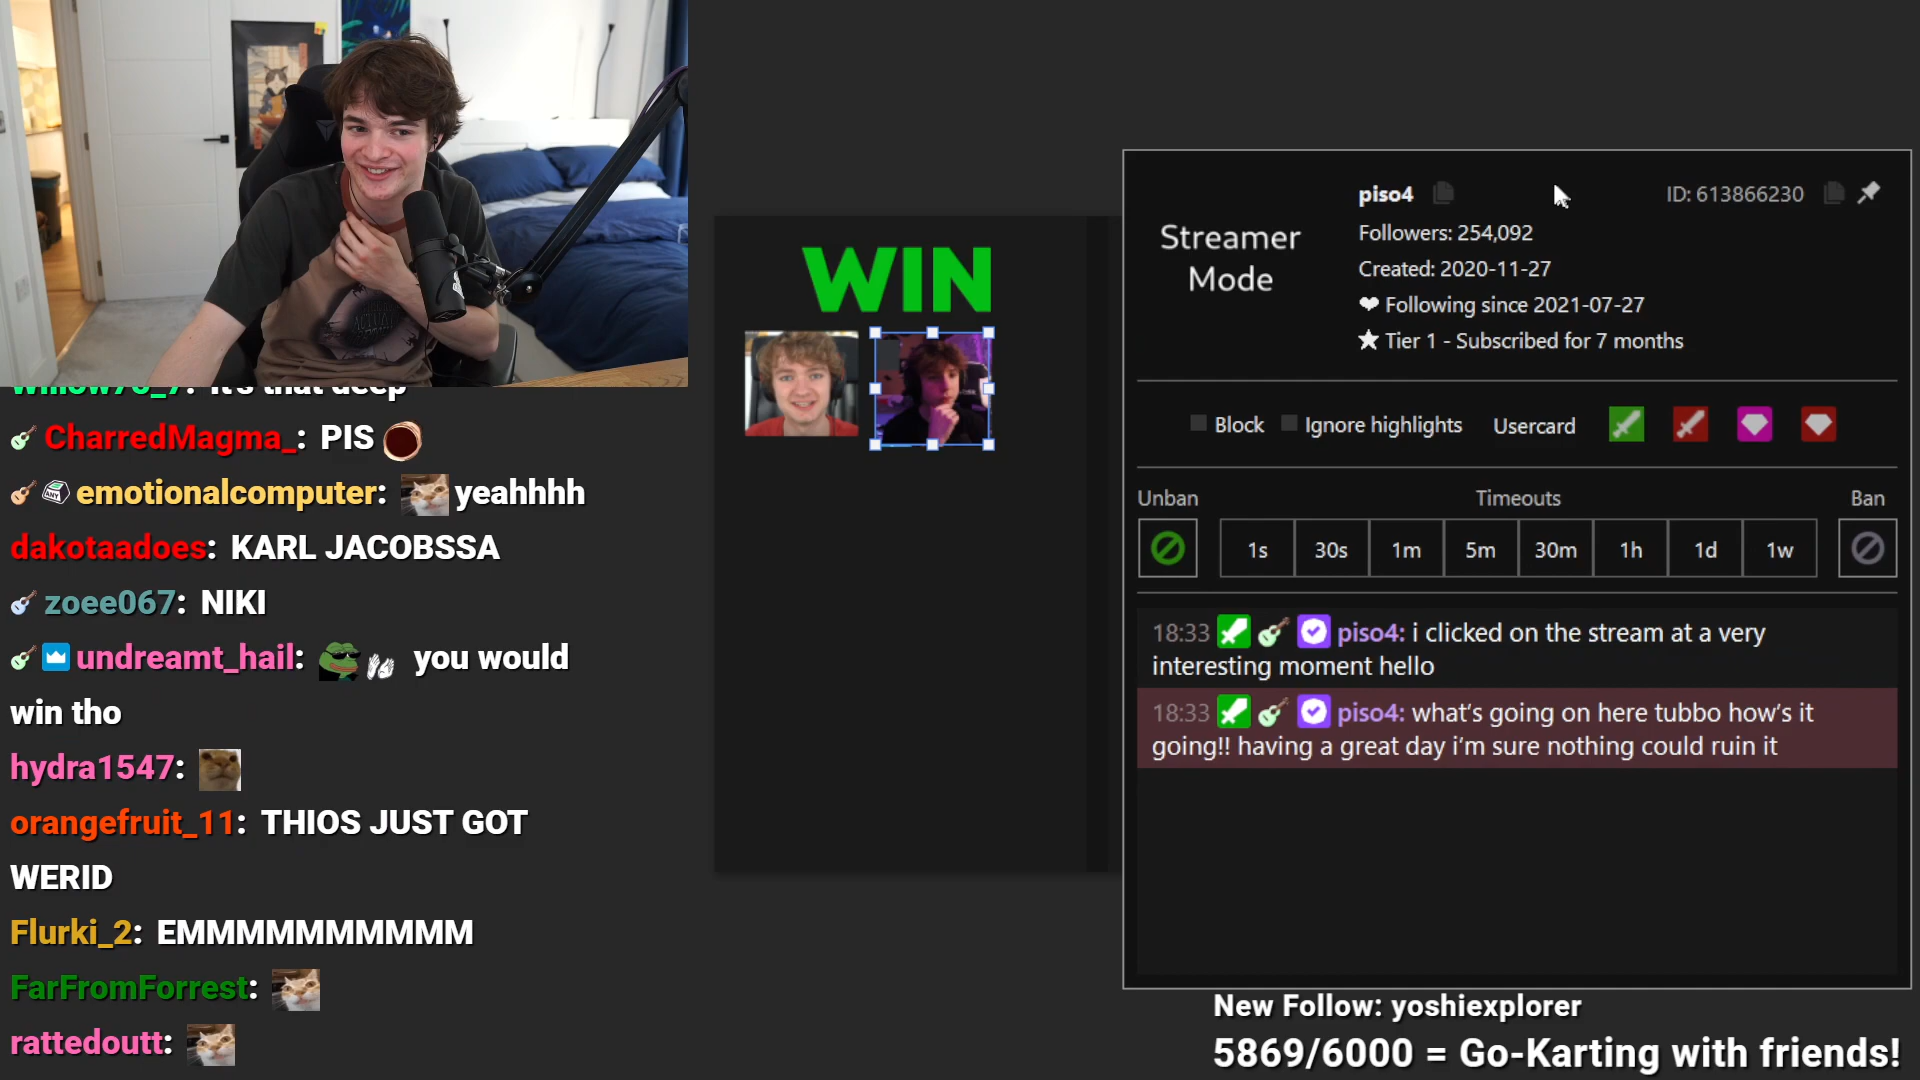 willow78_7: it's that deep
CharredMagma_: PIS
emotionalcomputer: yeahhhh
dakotaadoes: KARL JACOBSSA
zoee067: NIKI
undreamt_hail: you would
win tho
hydra1547:
orangefruit_11: THIOS JUST GOT
WERID
Flurki_2: EMMMMMMMMMM
FarFromForrest:
rattedoutt:
WIN
Streamer
Mode
piso4
ID: 613866230
Followers: 254,092
Created: 2020-11-27
Following since 2021-07-27
Tier 1 - Subscribed for 7 months
Block Ignore highlights Usercard
Unban Timeouts Ban
1s 30s 1m 5m 30m 1h 1d 1w
18:33 piso4: i clicked on the stream at a very
interesting moment hello
18:33 piso4: what's going on here tubbo how's it
going!! having a great day i'm sure nothing could ruin it
New Follow: yoshiexplorer
5869/6000 = Go-Karting with friends!